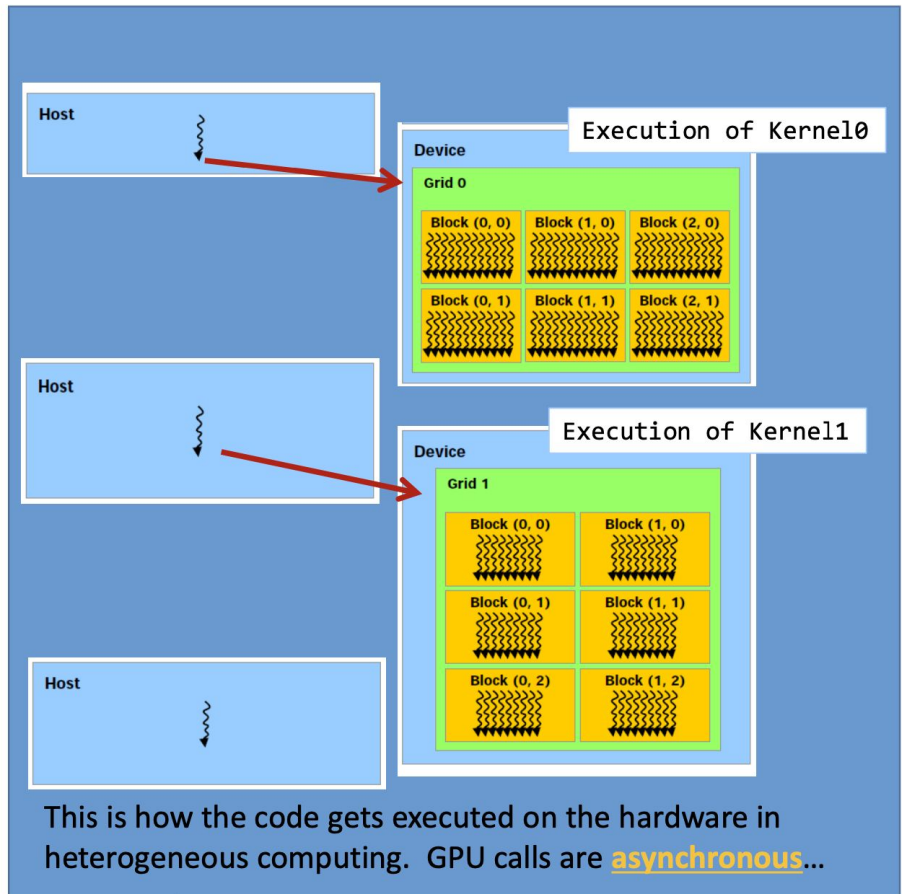 Host
Execution of Kernel0
Device
Grid 0
Block (0, 0) Block (1, 0) Block (2, 0)
Block (0, 1) Block (1, 1) Block (2, 1)
Host
Execution of Kernel1
Device
Grid 1
Block (0, 0) Block (1, 0)
Block (0, 1) Block (1, 1)
Block (0, 2) Block (1, 2)
Host
This is how the code gets executed on the hardware in
heterogeneous computing.  GPU calls are asynchronous…